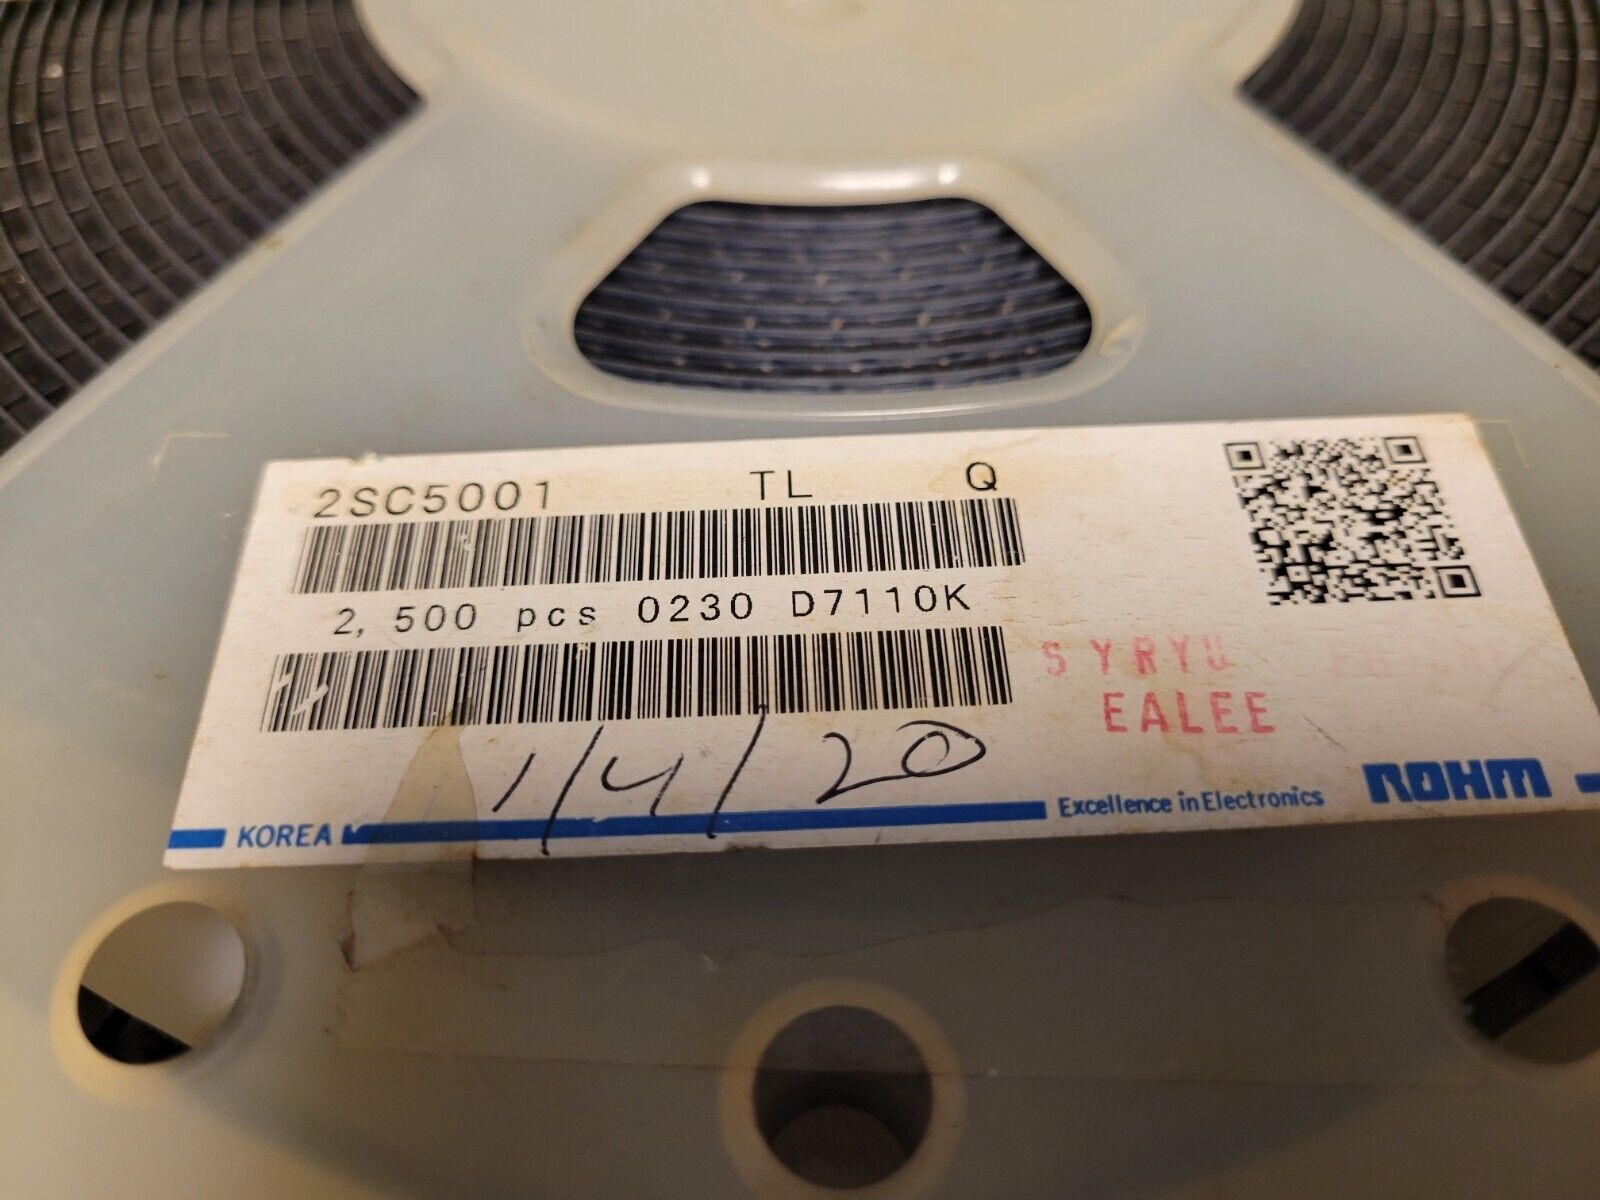 2SC5001 TL Q
2, 500 pcs 0230 D7110K
SYRYU
EALEE
1/4/20
KOREA
Excellence in Electronics ROHM